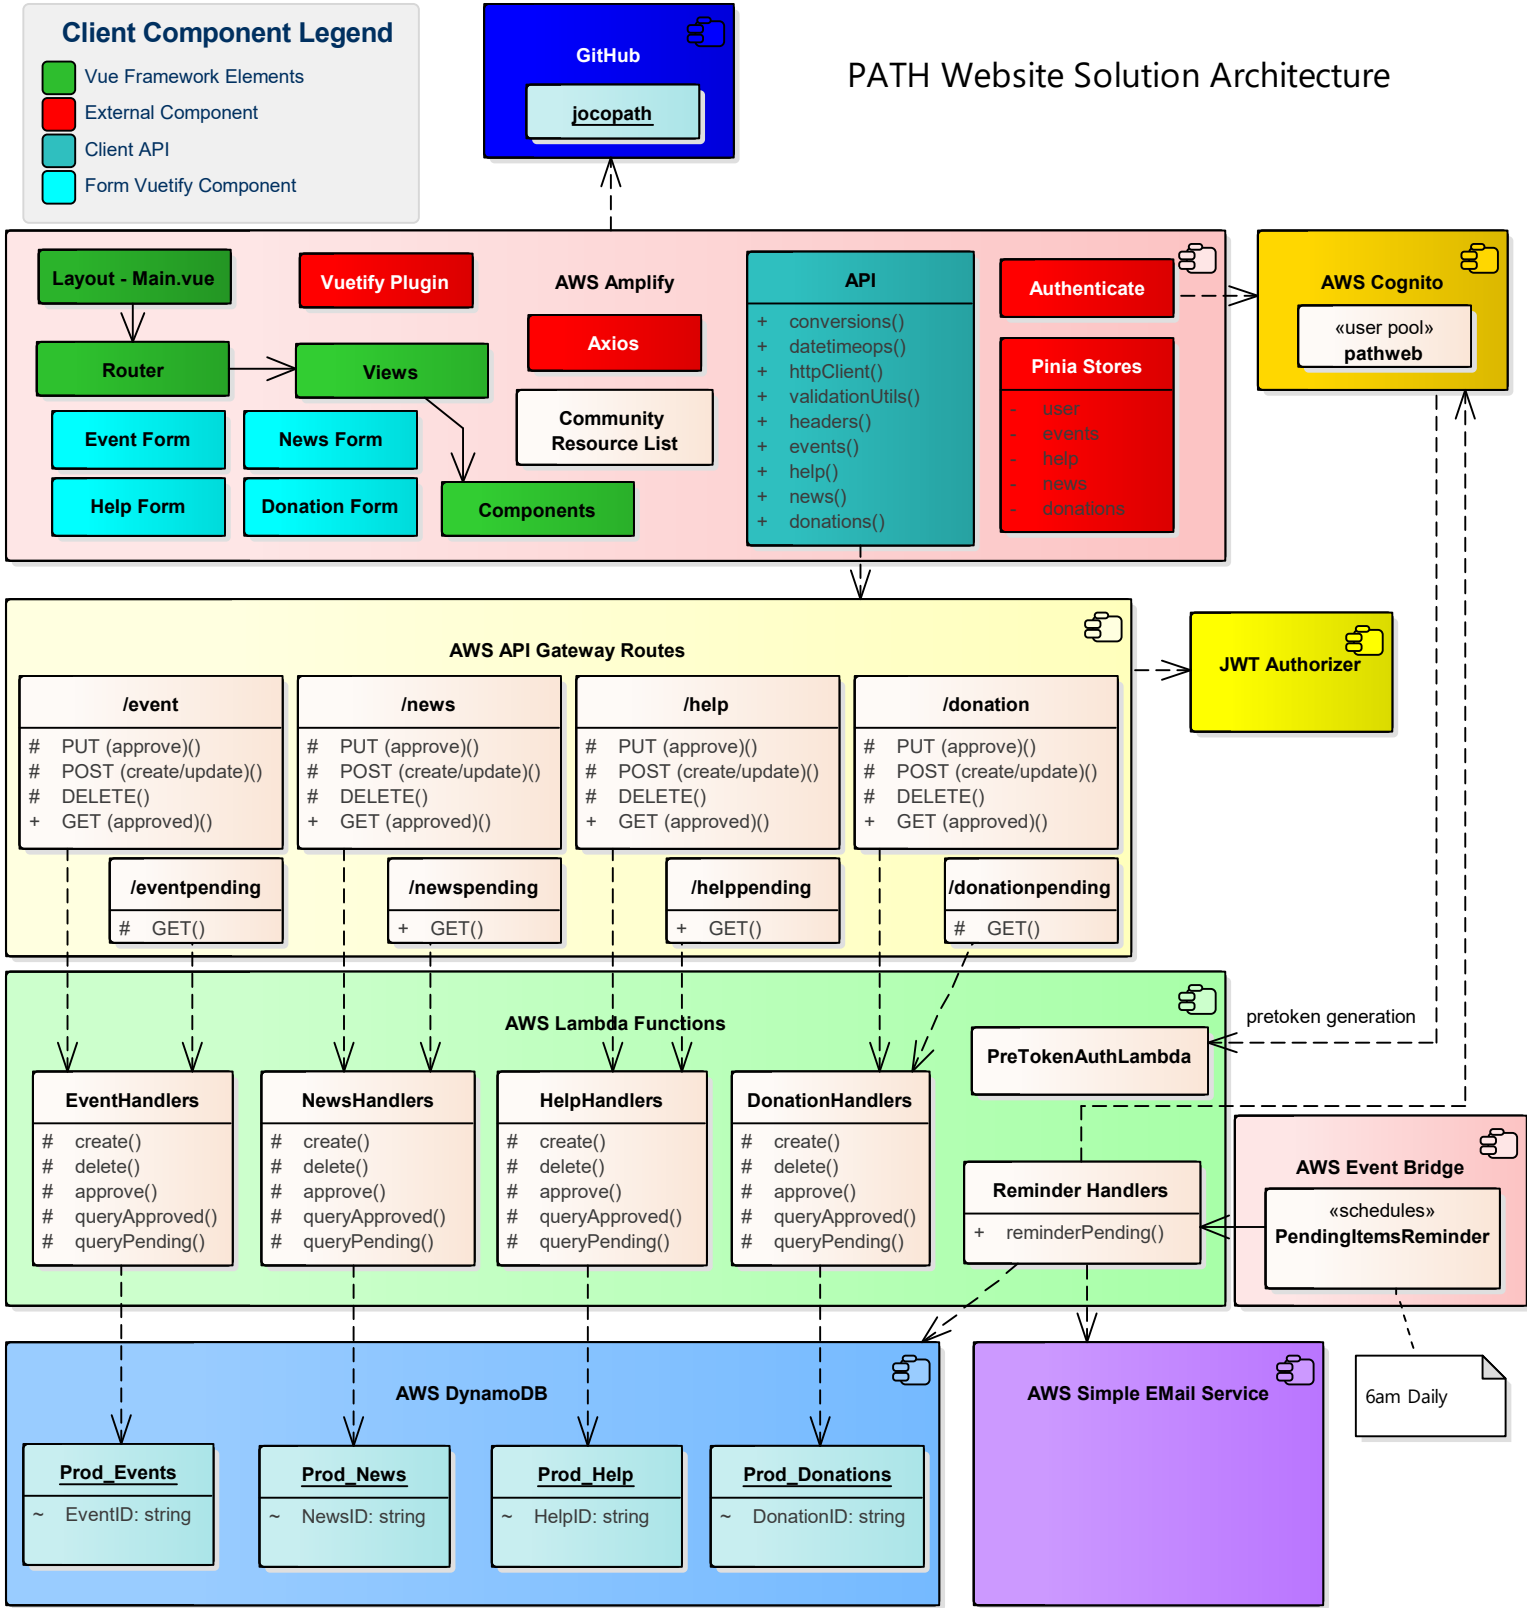 Client Component Legend
Vue Framework Elements
External Component
Client API
Form Vuetify Component
GitHub
jocopath
PATH Website Solution Architecture
Layout - Main.vue
Vuetify Plugin
AWS Amplify
Router
Views
Axios
Community
Resource List
Event Form
News Form
Help Form
Donation Form
Components
API
+ conversions()
+ datetimeops()
+ httpClient()
+ validationUtils()
+ headers()
+ events()
+ help()
+ news()
+ donations()
Authenticate
Pinia Stores
- user
- events
- help
- news
- donations
AWS Cognito
«user pool»
pathweb
AWS API Gateway Routes
/event
# PUT (approve)()
# POST (create/update)()
# DELETE()
+ GET (approved)()
/news
# PUT (approve)()
# POST (create/update)()
# DELETE()
+ GET (approved)()
/help
# PUT (approve)()
# POST (create/update)()
# DELETE()
+ GET (approved)()
/donation
# PUT (approve)()
# POST (create/update)()
# DELETE()
+ GET (approved)()
/eventpending
# GET()
/newspending
+ GET()
/helppending
+ GET()
/donationpending
# GET()
JWT Authorizer
AWS Lambda Functions
pretoken generation
PreTokenAuthLambda
EventHandlers
# create()
# delete()
# approve()
# queryApproved()
# queryPending()
NewsHandlers
# create()
# delete()
# approve()
# queryApproved()
# queryPending()
HelpHandlers
# create()
# delete()
# approve()
# queryApproved()
# queryPending()
DonationHandlers
# create()
# delete()
# approve()
# queryApproved()
# queryPending()
Reminder Handlers
+ reminderPending()
AWS Event Bridge
«schedules»
PendingItemsReminder
6am Daily
AWS DynamoDB
Prod_Events
~ EventID: string
Prod_News
~ NewsID: string
Prod_Help
~ HelpID: string
Prod_Donations
~ DonationID: string
AWS Simple EMail Service